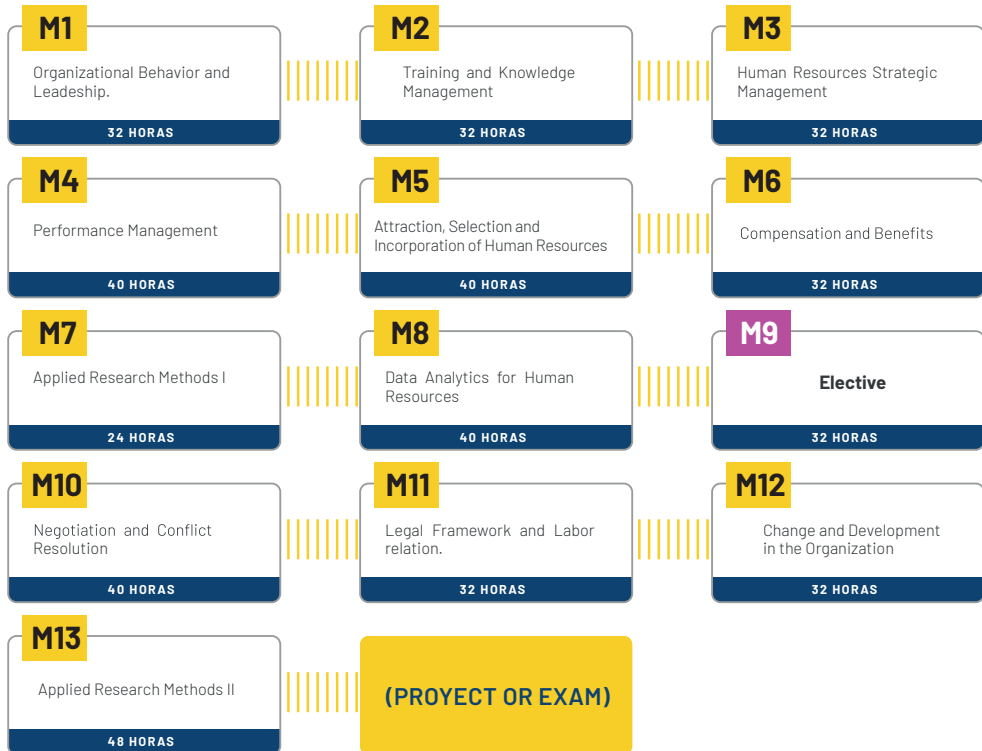 M1
Organizational Behavior and
Leadeship.
32 HORAS
M2
Training and Knowledge
Management
32 HORAS
M3
Human Resources Strategic
Management
32 HORAS
M4
Performance Management
40 HORAS
M5
Attraction, Selection and
Incorporation of Human Resources
40 HORAS
M6
Compensation and Benefits
32 HORAS
M7
Applied Research Methods I
24 HORAS
M8
Data Analytics for Human
Resources
40 HORAS
M9
Elective
32 HORAS
M10
Negotiation and Conflict
Resolution
40 HORAS
M11
Legal Framework and Labor
relation.
32 HORAS
M12
Change and Development
in the Organization
32 HORAS
M13
Applied Research Methods II
48 HORAS
(PROYECT OR EXAM)